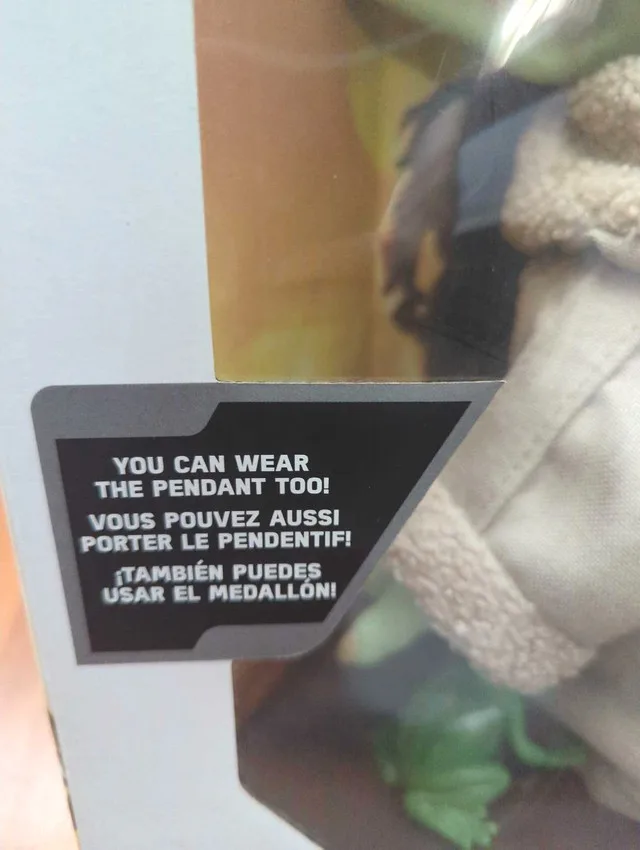 YOU CAN WEAR
THE PENDANT TOO!
VOUS POUVEZ AUSSI
PORTER LE PENDENTIF!
¡TAMBIÉN PUEDES
USAR EL MEDALLÓN!